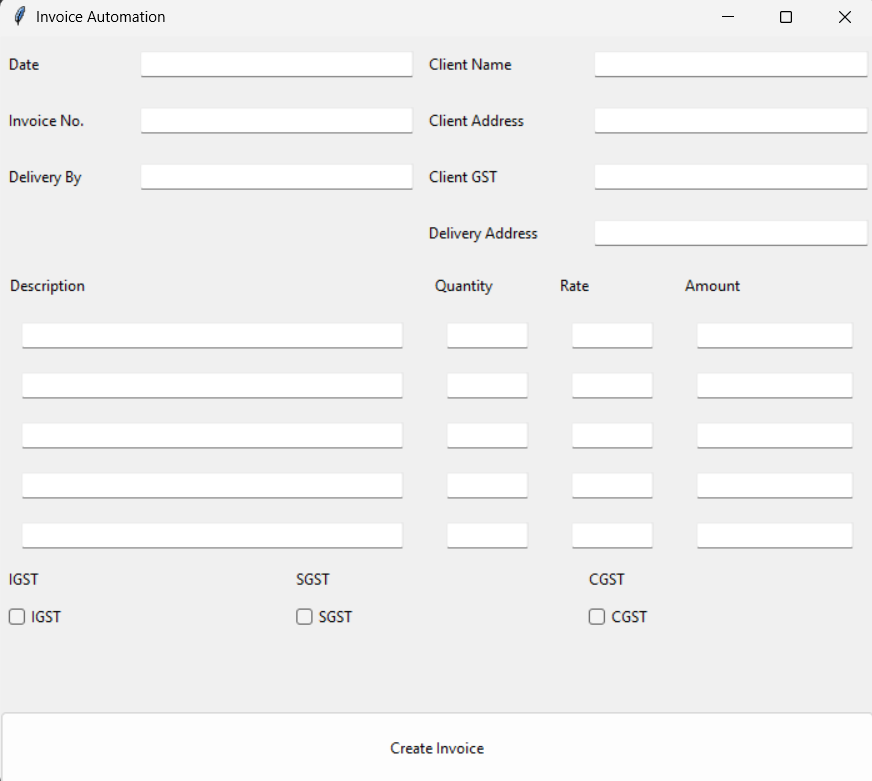 Invoice Automation
Date Client Name
Invoice No. Client Address
Delivery By Client GST
Delivery Address
Description Quantity Rate Amount
IGST SGST CGST
IGST SGST CGST
Create Invoice